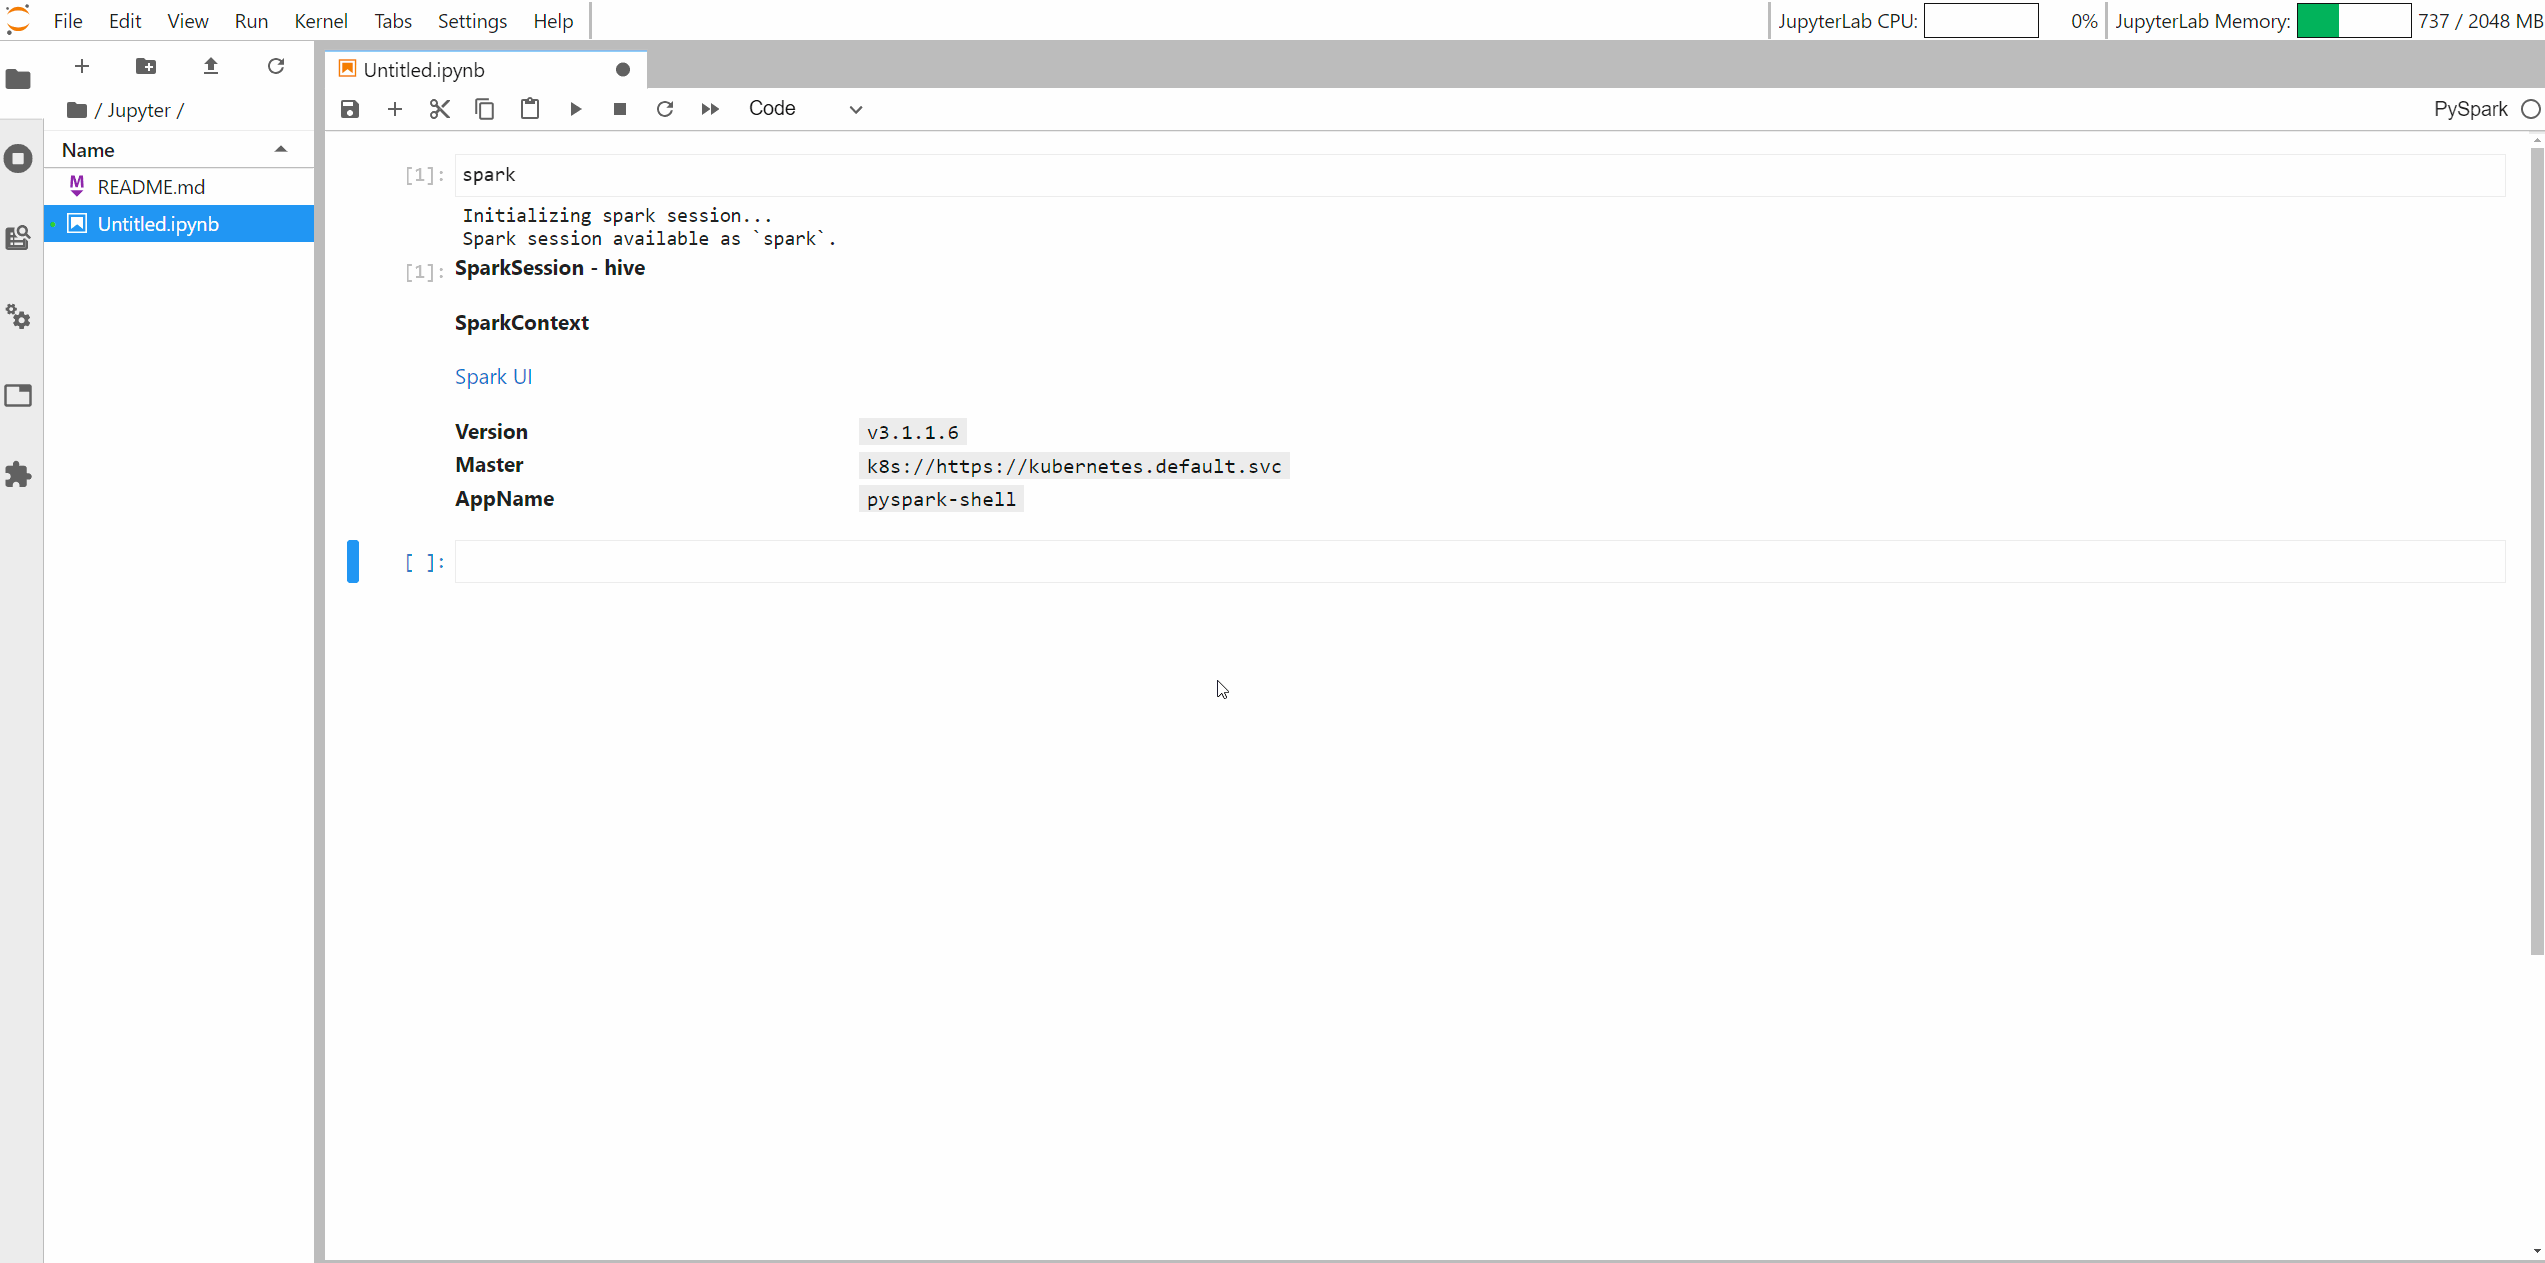 File Edit View Run Kernel Tabs Settings Help JupyterLab CPU: 0% JupyterLab Memory: 737 / 2048 MB
/ Jupyter /
Name
README.md
Untitled.ipynb
Untitled.ipynb
Code PySpark
[1]: spark
Initializing spark session...
Spark session available as `spark`.
[1]: SparkSession - hive
SparkContext
Spark UI
Version v3.1.1.6
Master k8s://https://kubernetes.default.svc
AppName pyspark-shell
[ ]: